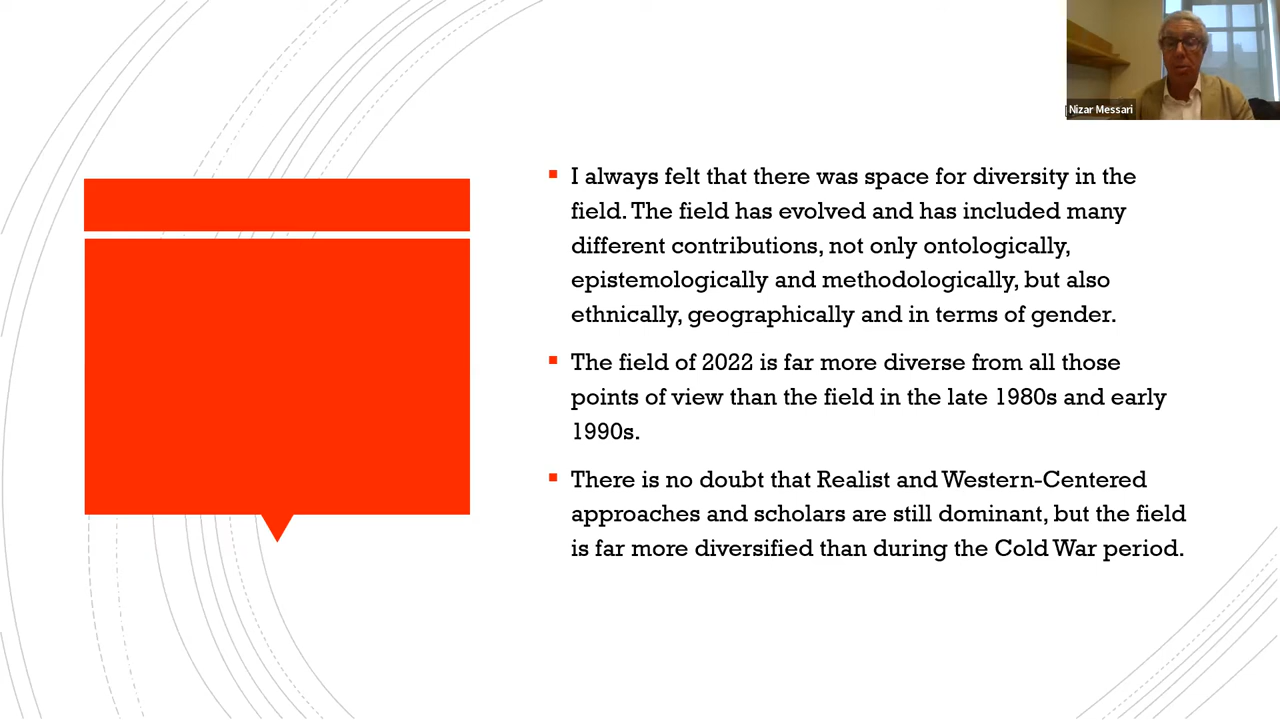 Nizar Messari
I always felt that there was space for diversity in the
field. The field has evolved and has included many
different contributions, not only ontologically,
epistemologically and methodologically, but also
ethnically, geographically and in terms of gender.
The field of 2022 is far more diverse from all those
points of view than the field in the late 1980s and early
1990s.
There is no doubt that Realist and Western-Centered
approaches and scholars are still dominant, but the field
is far more diversified than during the Cold War period.